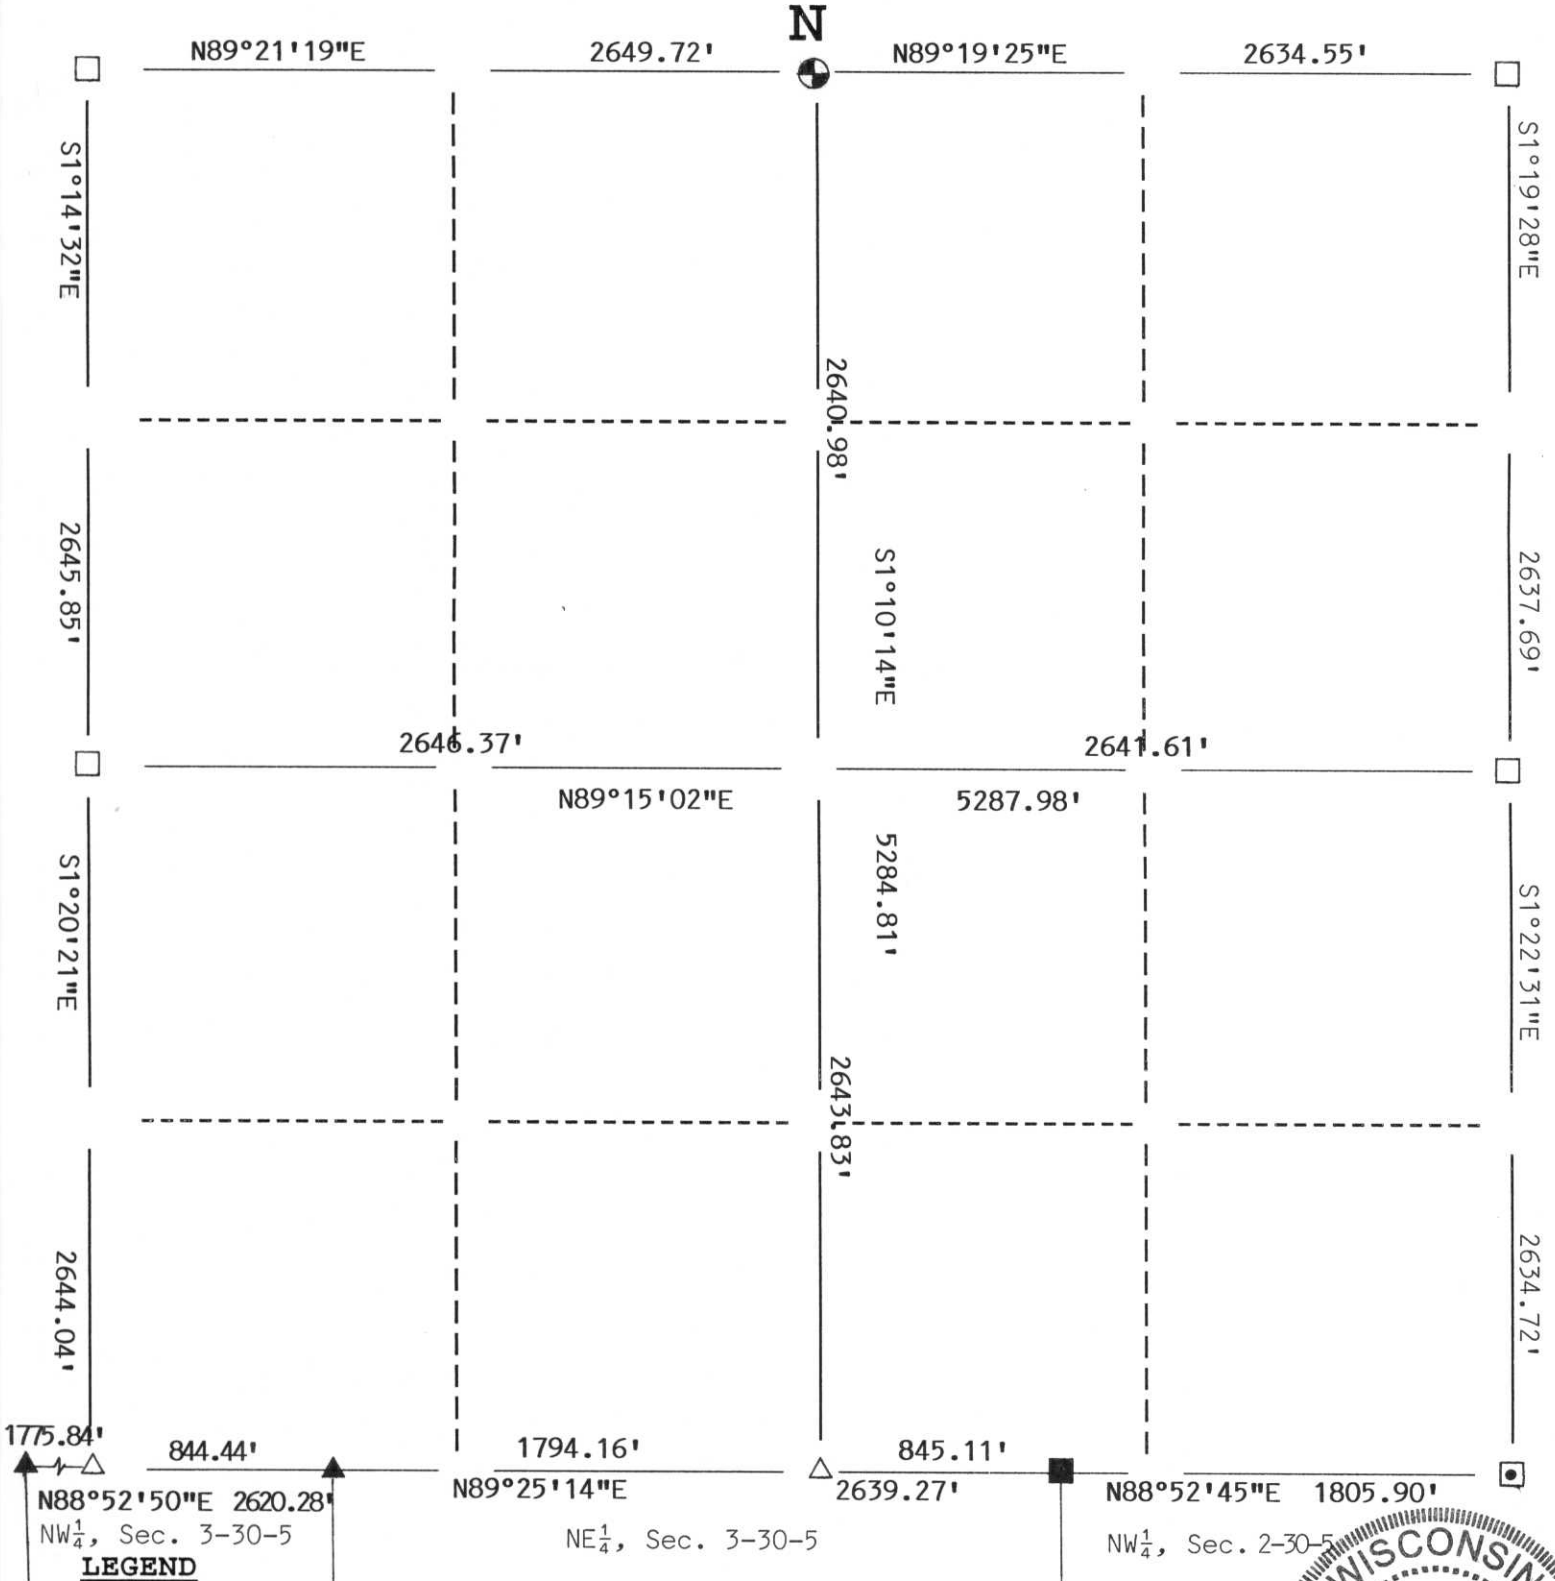 N
N89°21'19"E 2649.72' N89°19'25"E 2634.55'
S1°14'32"E
S1°19'28"E
2640.98'
2645.85'
S1°10'14"E
2637.69'
2646.37' 2641.61'
N89°15'02"E 5287.98'
S1°20'21"E
5284.81'
S1°22'31"E
2643.83'
2644.04'
2634.72'
1775.84' 844.44' 1794.16' 845.11'
N88°52'50"E 2620.28' N89°25'14"E 2639.27' N88°52'45"E 1805.90'
NW¼, Sec. 3-30-5 NE¼, Sec. 3-30-5 NW¼, Sec. 2-30-5
LEGEND
WISCONSIN